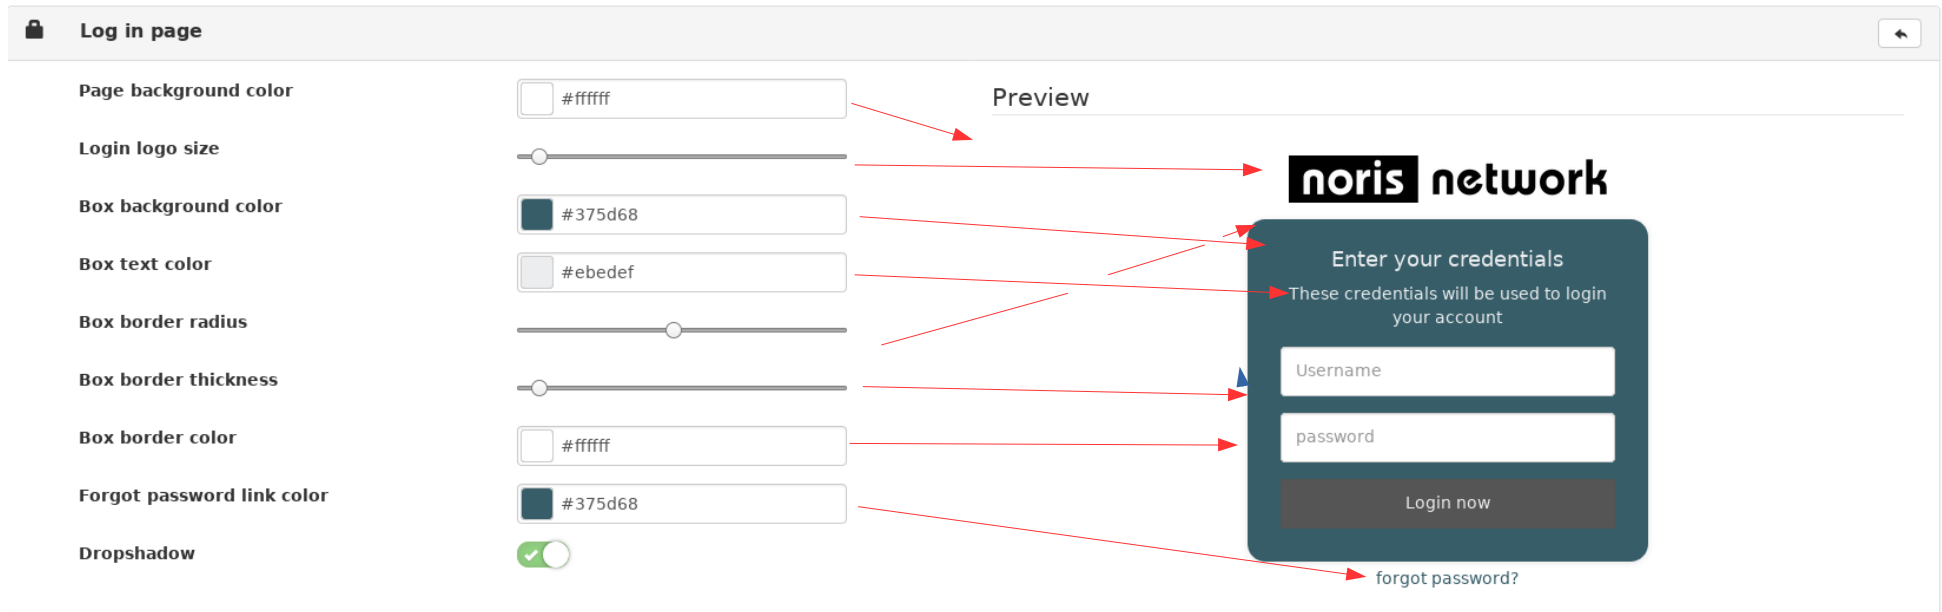 Log in page
Page background color
#ffffff
Login logo size
Box background color
#375d68
Box text color
#ebedef
Box border radius
Box border thickness
Box border color
#ffffff
Forgot password link color
#375d68
Dropshadow
Preview
noris network
Enter your credentials
These credentials will be used to login
your account
Username
password
Login now
forgot password?